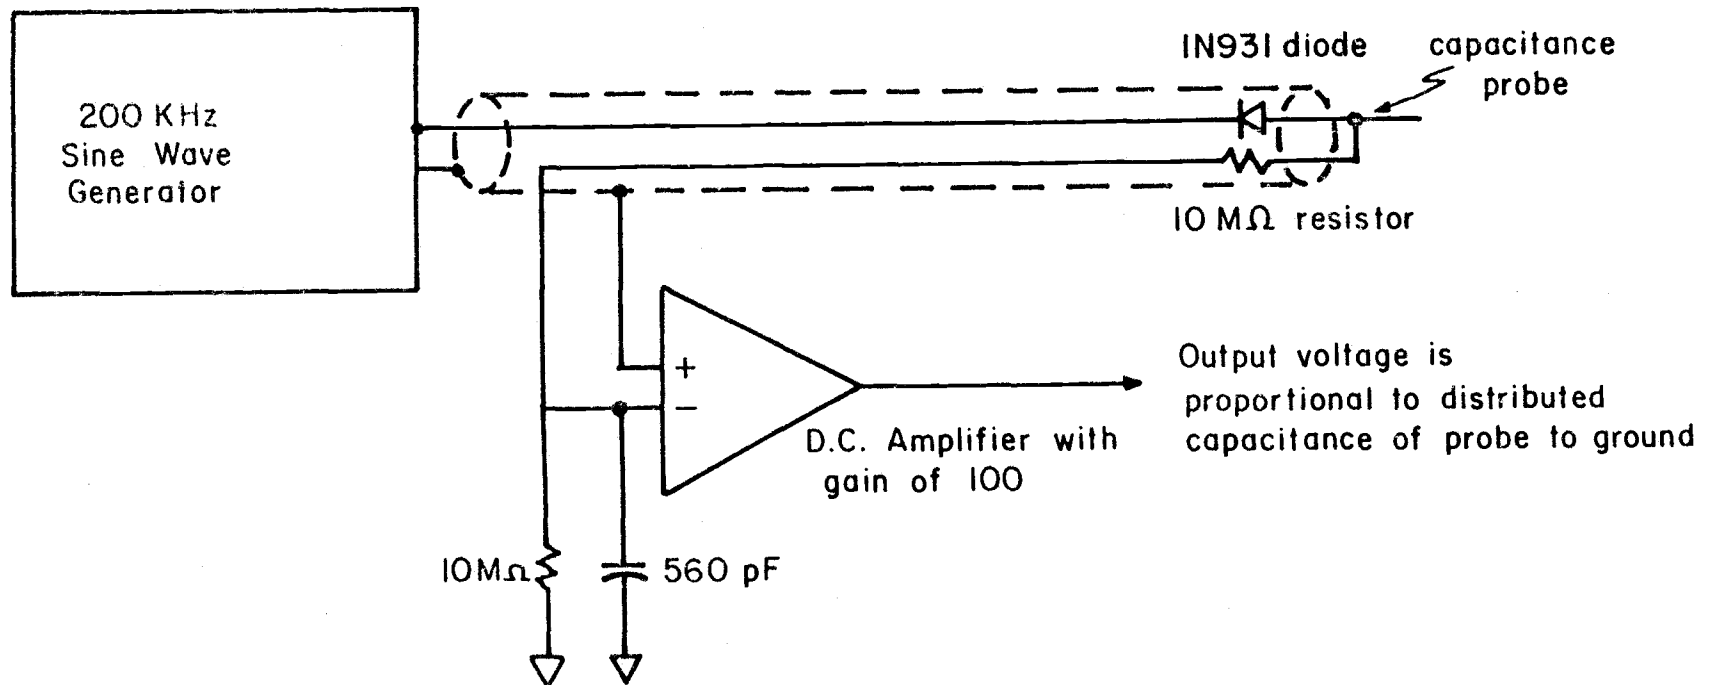 200 KHz
Sine Wave
Generator
1N931 diode
capacitance
probe
10 MΩ resistor
+
−
D.C. Amplifier with
gain of 100
Output voltage is
proportional to distributed
capacitance of probe to ground
10MΩ
560 pF